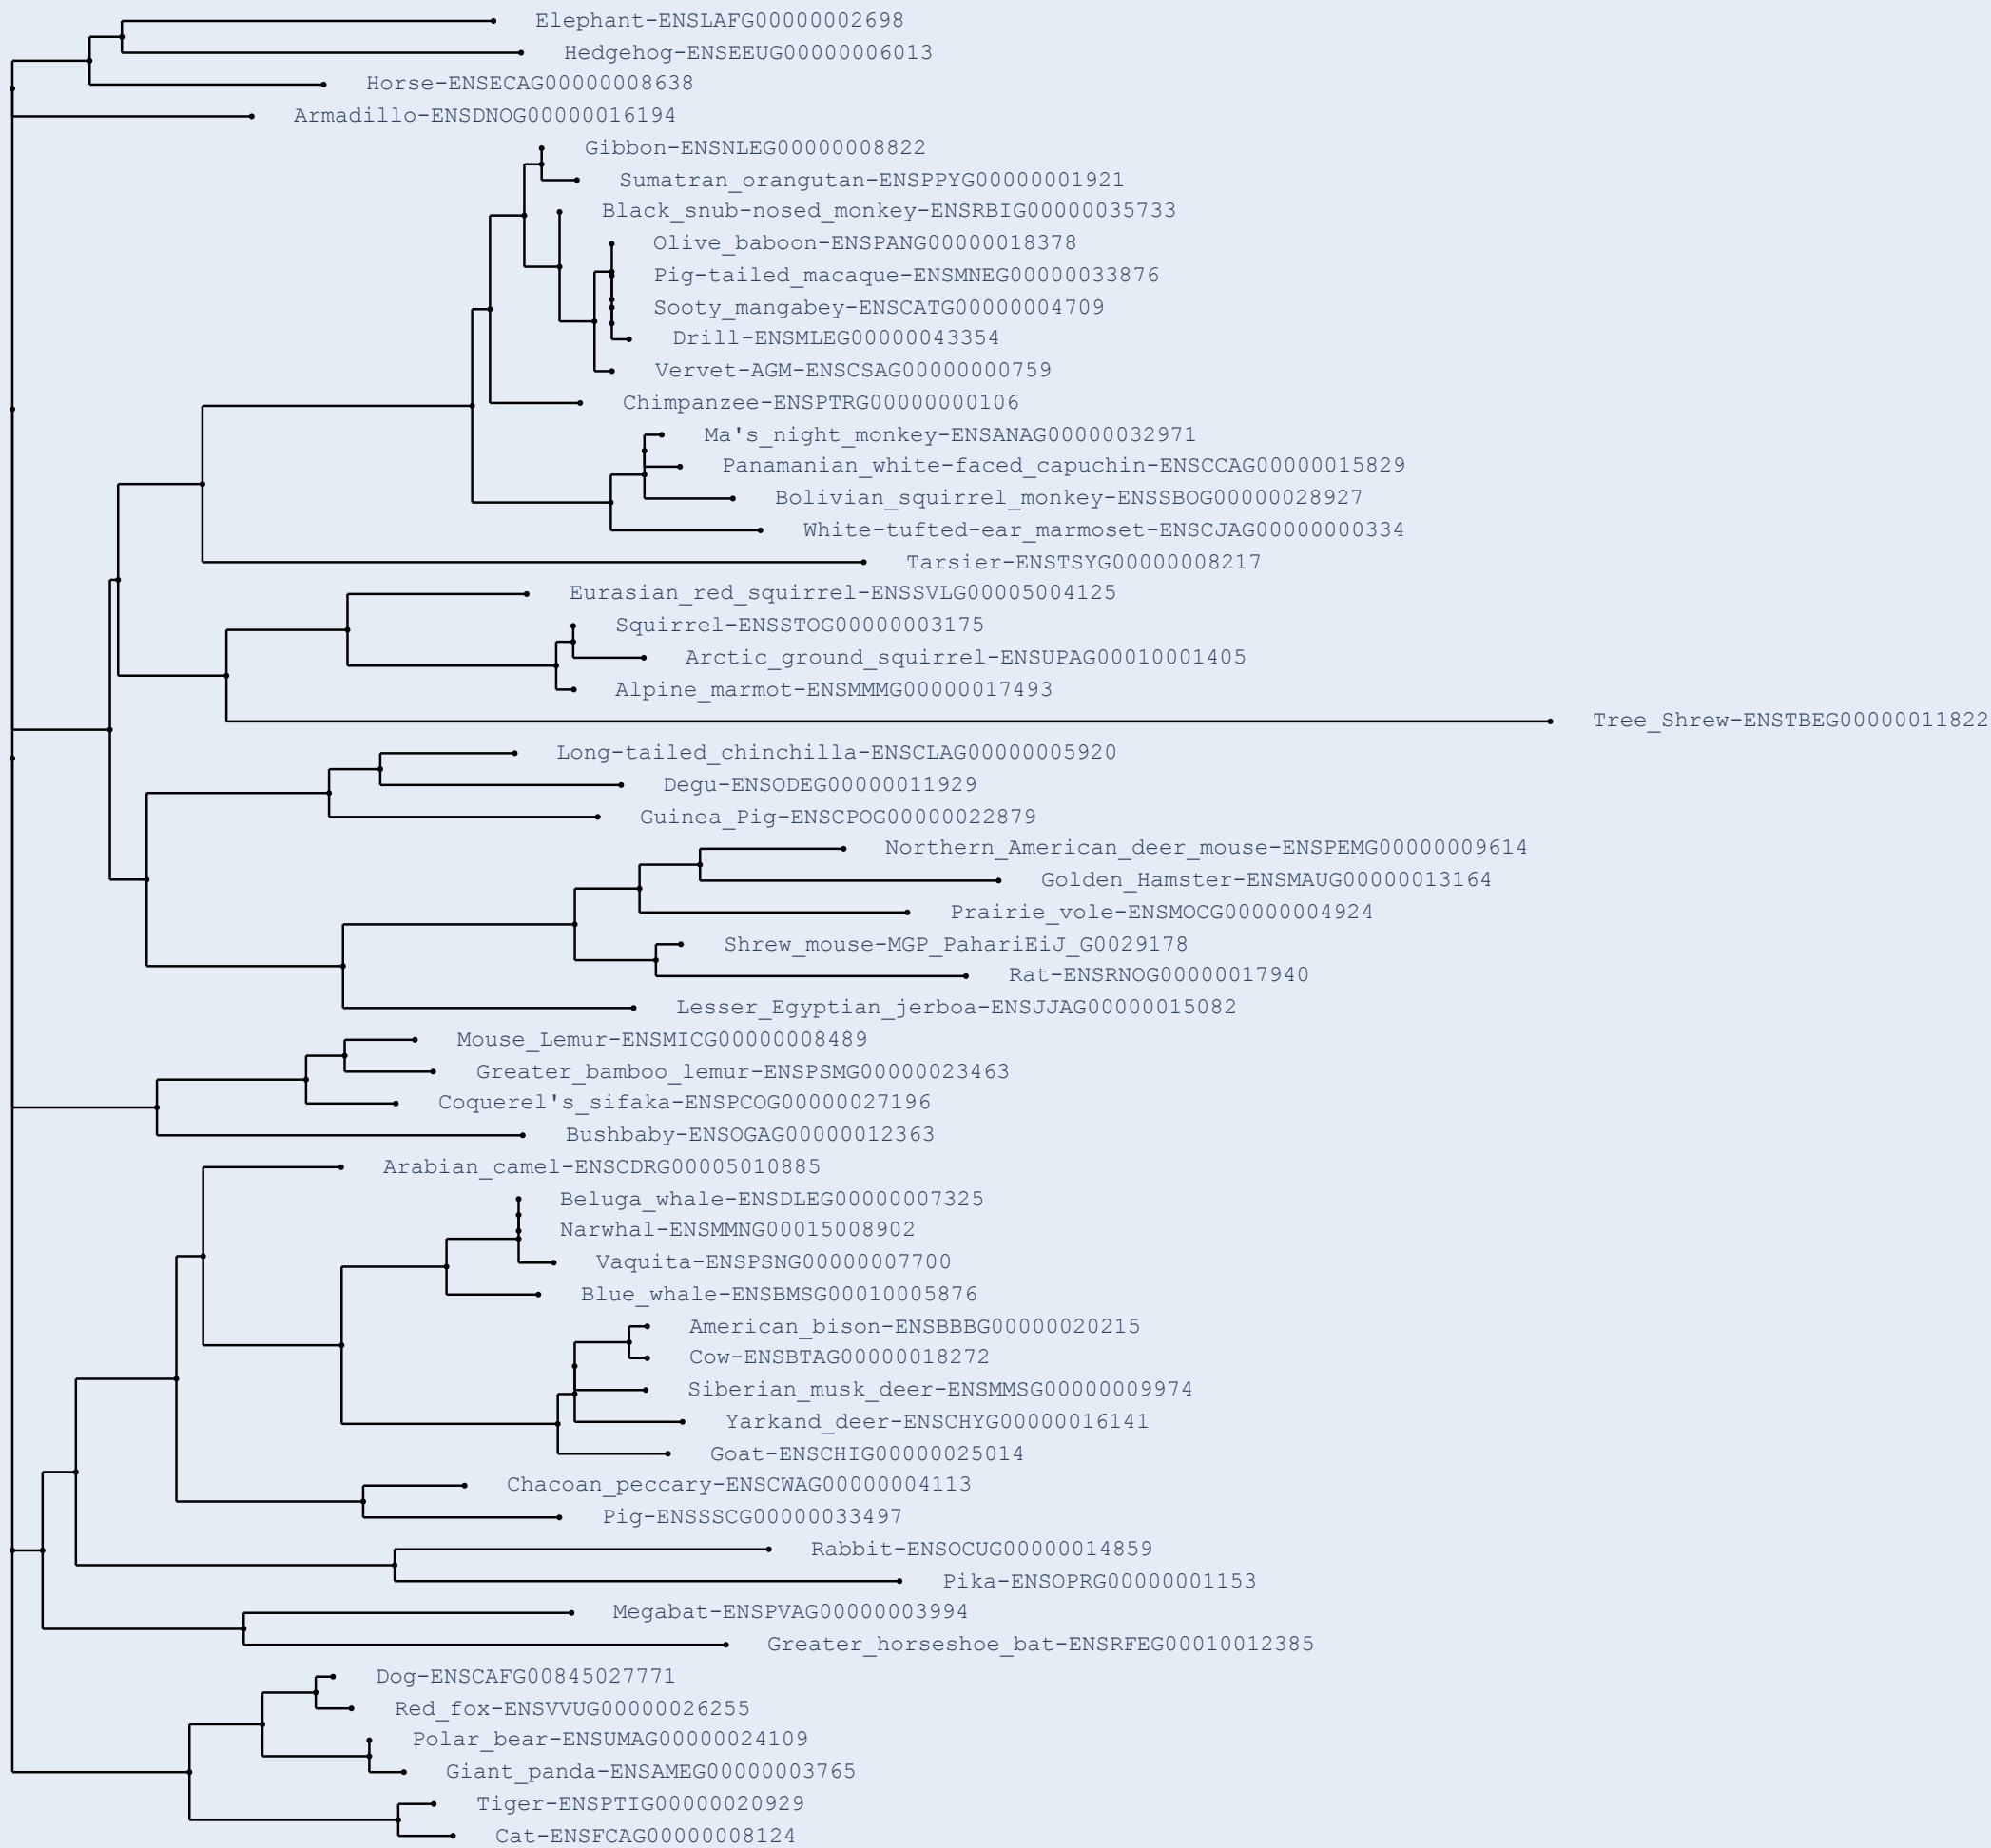 Elephant-ENSLAFG00000002698
Hedgehog-ENSEEUG00000006013
Horse-ENSECAG00000008638
Armadillo-ENSDNOG00000016194
Gibbon-ENSNLEG00000008822
Sumatran_orangutan-ENSPPYG00000001921
Black_snub-nosed_monkey-ENSRBIG00000035733
Olive_baboon-ENSPANG00000018378
Pig-tailed_macaque-ENSMNEG00000033876
Sooty_mangabey-ENSCATG00000004709
Drill-ENSMLEG00000043354
Vervet-AGM-ENSCSAG00000000759
Chimpanzee-ENSPTRG00000000106
Ma's_night_monkey-ENSANAG00000032971
Panamanian_white-faced_capuchin-ENSCCAG00000015829
Bolivian_squirrel_monkey-ENSSBOG00000028927
White-tufted-ear_marmoset-ENSCJAG00000000334
Tarsier-ENSTSYG00000008217
Eurasian_red_squirrel-ENSSVLG00005004125
Squirrel-ENSSTOG00000003175
Arctic_ground_squirrel-ENSUPAG00010001405
Alpine_marmot-ENSMMMG00000017493
Tree_Shrew-ENSTBEG00000011822
Long-tailed_chinchilla-ENSCLAG00000005920
Degu-ENSODEG00000011929
Guinea_Pig-ENSCPOG00000022879
Northern_American_deer_mouse-ENSPEMG00000009614
Golden_Hamster-ENSMAUG00000013164
Prairie_vole-ENSMOCG00000004924
Shrew_mouse-MGP_PahariEiJ_G0029178
Rat-ENSRNOG00000017940
Lesser_Egyptian_jerboa-ENSJJAG00000015082
Mouse_Lemur-ENSMICG00000008489
Greater_bamboo_lemur-ENSPSMG00000023463
Coquerel's_sifaka-ENSPCOG00000027196
Bushbaby-ENSOGAG00000012363
Arabian_camel-ENSCDRG00005010885
Beluga_whale-ENSDLEG00000007325
Narwhal-ENSMMNG00015008902
Vaquita-ENSPSNG00000007700
Blue_whale-ENSBMSG00010005876
American_bison-ENSBBBG00000020215
Cow-ENSBTAG00000018272
Siberian_musk_deer-ENSMMSG00000009974
Yarkand_deer-ENSCHYG00000016141
Goat-ENSCHIG00000025014
Chacoan_peccary-ENSCWAG00000004113
Pig-ENSSSCG00000033497
Rabbit-ENSOCUG00000014859
Pika-ENSOPRG00000001153
Megabat-ENSPVAG00000003994
Greater_horseshoe_bat-ENSRFEG00010012385
Dog-ENSCAFG00845027771
Red_fox-ENSVVUG00000026255
Polar_bear-ENSUMAG00000024109
Giant_panda-ENSAMEG00000003765
Tiger-ENSPTIG00000020929
Cat-ENSFCAG00000008124